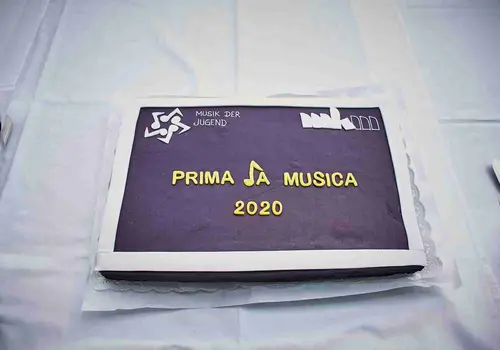 MUSIK DER
JUGEND
PRIMA LA MUSICA
2020